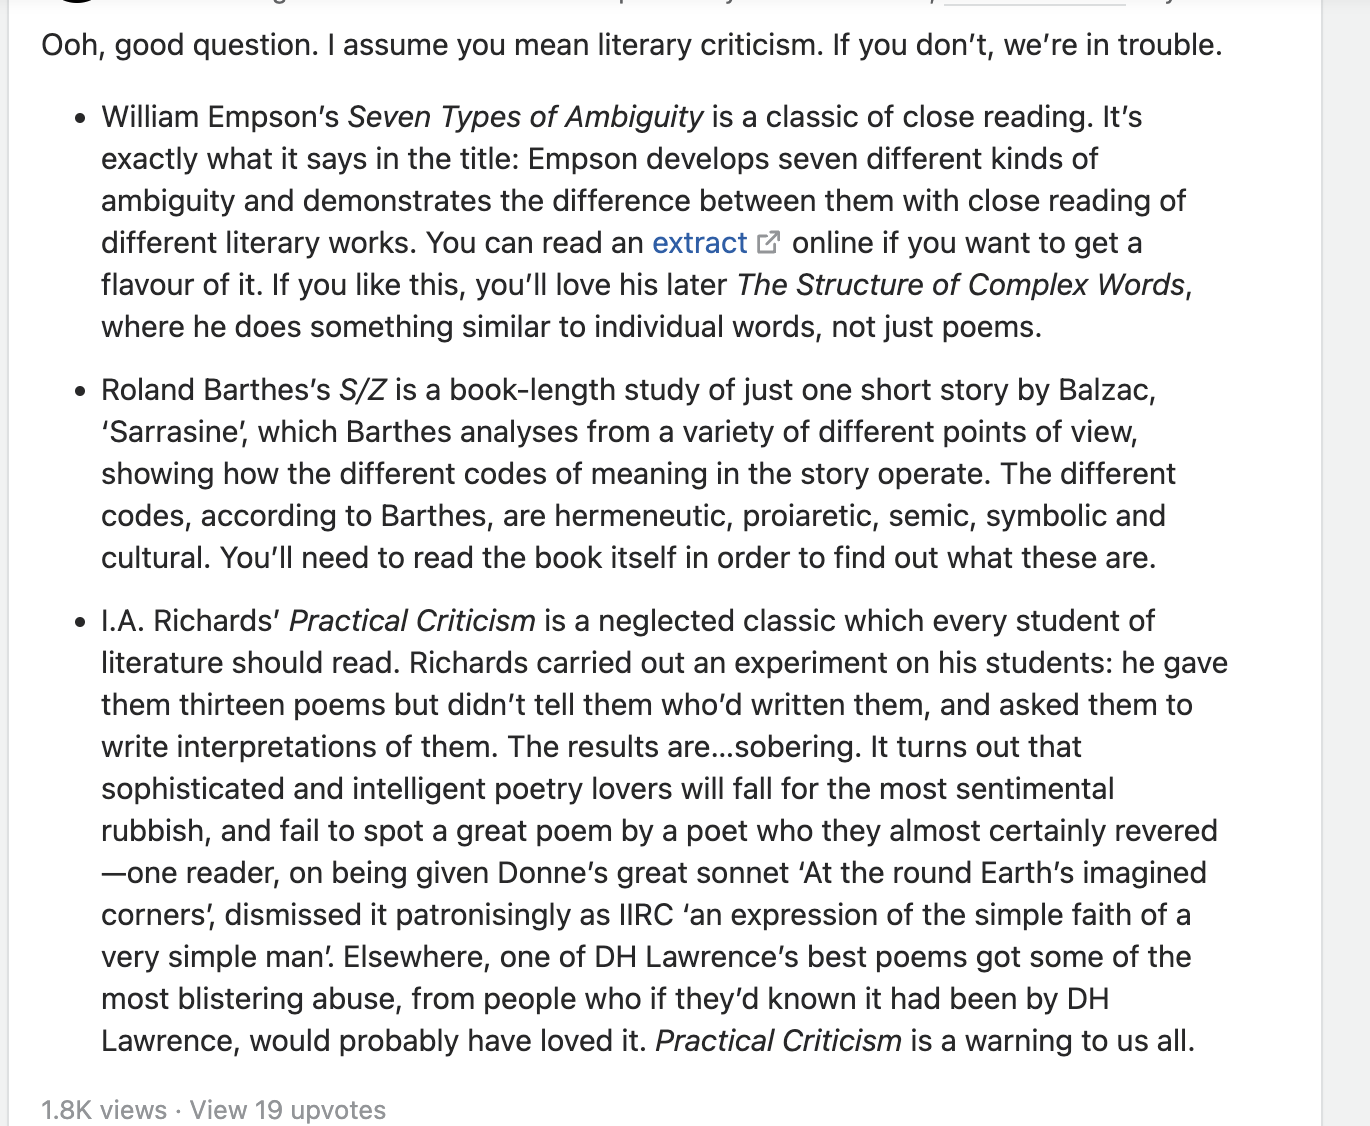 Ooh, good question. I assume you mean literary criticism. If you don’t, we’re in trouble.
• William Empson’s Seven Types of Ambiguity is a classic of close reading. It’s
exactly what it says in the title: Empson develops seven different kinds of
ambiguity and demonstrates the difference between them with close reading of
different literary works. You can read an extract online if you want to get a
flavour of it. If you like this, you’ll love his later The Structure of Complex Words,
where he does something similar to individual words, not just poems.
• Roland Barthes’s S/Z is a book-length study of just one short story by Balzac,
‘Sarrasine’, which Barthes analyses from a variety of different points of view,
showing how the different codes of meaning in the story operate. The different
codes, according to Barthes, are hermeneutic, proiaretic, semic, symbolic and
cultural. You’ll need to read the book itself in order to find out what these are.
• I.A. Richards’ Practical Criticism is a neglected classic which every student of
literature should read. Richards carried out an experiment on his students: he gave
them thirteen poems but didn’t tell them who’d written them, and asked them to
write interpretations of them. The results are…sobering. It turns out that
sophisticated and intelligent poetry lovers will fall for the most sentimental
rubbish, and fail to spot a great poem by a poet who they almost certainly revered
—one reader, on being given Donne’s great sonnet ‘At the round Earth’s imagined
corners’, dismissed it patronisingly as IIRC ‘an expression of the simple faith of a
very simple man’. Elsewhere, one of DH Lawrence’s best poems got some of the
most blistering abuse, from people who if they’d known it had been by DH
Lawrence, would probably have loved it. Practical Criticism is a warning to us all.
1.8K views · View 19 upvotes